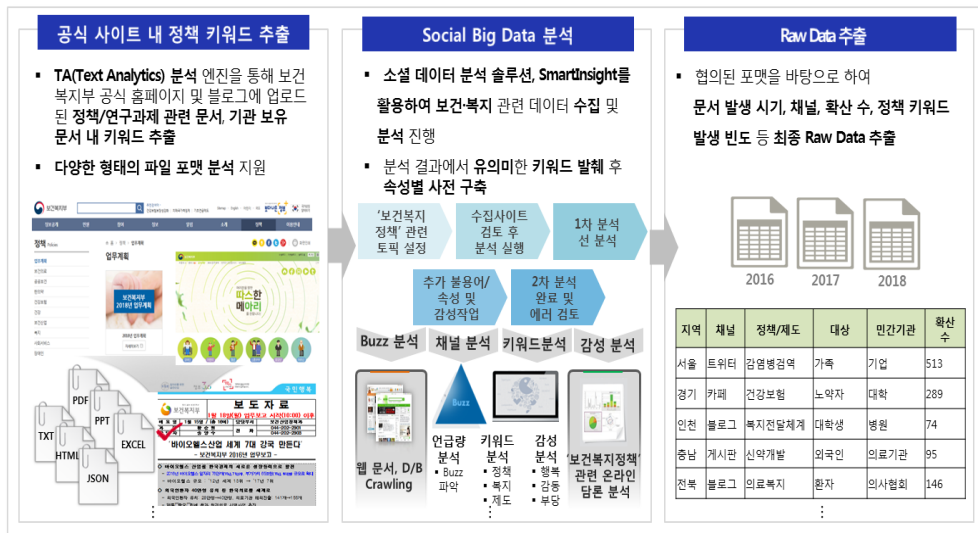 공식 사이트 내 정책 키워드 추출
▪ TA(Text Analytics) 분석 엔진을 통해 보건
복지부 공식 홈페이지 및 블로그에 업로드
된 정책/연구과제 관련 문서, 기관 보유
문서 내 키워드 추출
▪ 다양한 형태의 파일 포맷 분석 지원
보건복지부
정책
업무계획
업무계획
보건복지부
2018년 업무계획
따스한
메아리
PDF
PPT
TXT
EXCEL
HTML
JSON
국민행복
보건복지부
보 도 자 료
바이오헬스산업 세계 7대 강국 만든다
- 보건복지부 2016년 업무보고 -
⋮
Social Big Data 분석
▪ 소셜 데이터 분석 솔루션, SmartInsight를
활용하여 보건·복지 관련 데이터 수집 및
분석 진행
▪ 분석 결과에서 유의미한 키워드 발췌 후
속성별 사전 구축
‘보건복지
정책’ 관련
토픽 설정
수집사이트
검토 후
분석 실행
1차 분석
선 분석
추가 불용어/
속성 및
감성작업
2차 분석
완료 및
에러 검토
Buzz 분석
채널 분석
키워드분석
감성 분석
웹 문서, D/B
Crawling
Buzz
언급량
분석
▪ Buzz
파악
키워드
분석
▪ 정책
▪ 복지
▪ 제도
⋮
감성
분석
▪ 행복
▪ 감동
▪ 부당
‘보건복지정책’
관련 온라인
담론 분석
Raw Data 추출
▪ 협의된 포맷을 바탕으로 하여
문서 발생 시기, 채널, 확산 수, 정책 키워드
발생 빈도 등 최종 Raw Data 추출
2016 2017 2018
지역 채널 정책/제도 대상 민간기관 확산 수
서울 트위터 감염병검역 가족 기업 513
경기 카페 건강보험 노약자 대학 289
인천 블로그 복지전달체계 대학생 병원 74
충남 게시판 신약개발 외국인 의료기관 95
전북 블로그 의료복지 환자 의사협회 146
⋮